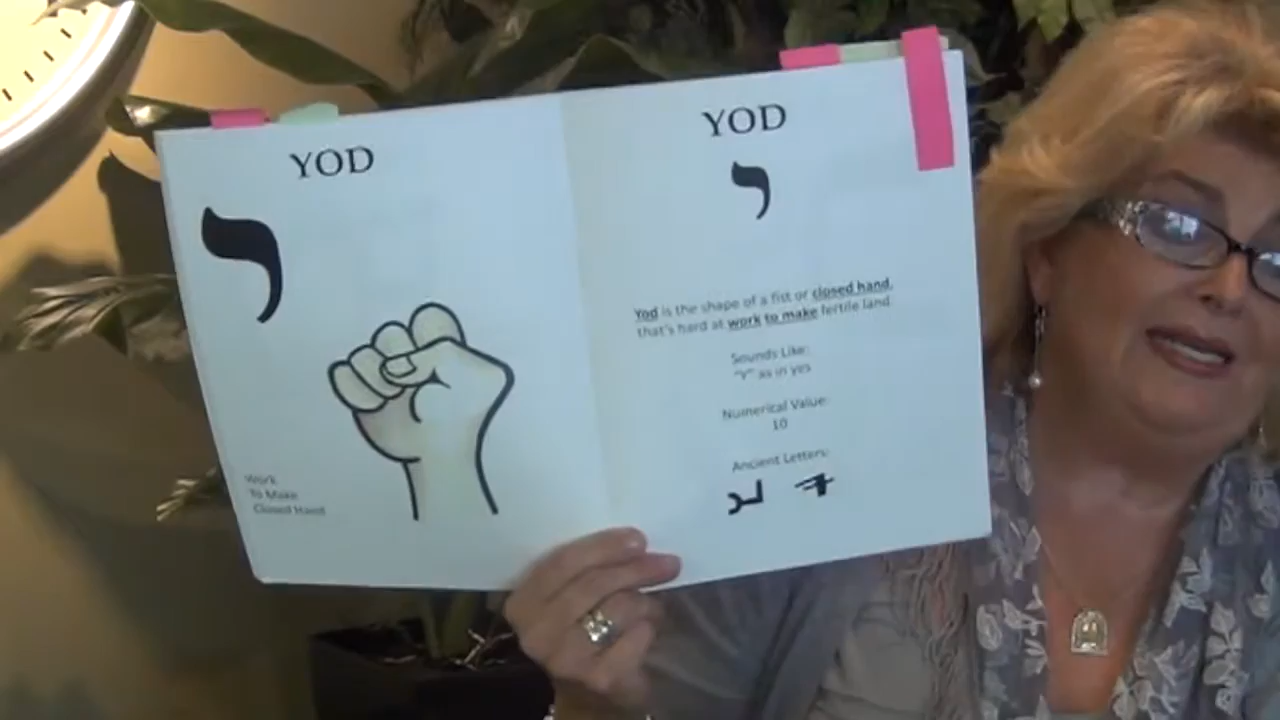 YOD
י
Work
To Make
Closed Hand
YOD
י
Yod is the shape of a fist or closed hand,
that's hard at work to make fertile land
Sounds Like:
"Y" as in yes
Numerical Value:
10
Ancient Letters: